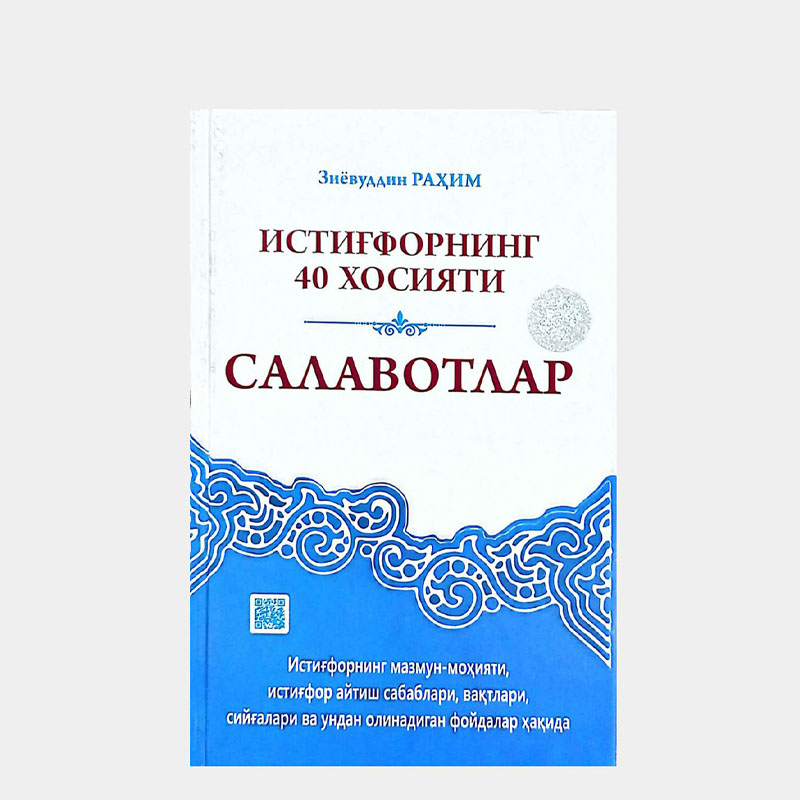 Зиёвуддин РАҲИМ
ИСТИҒФОРНИНГ
40 ХОСИЯТИ
САЛАВОТЛАР
Истиғфорнинг мазмун-моҳияти,
истиғфор айтиш сабаблари, вақтлари,
сийғалари ва ундан олинадиган фойдалар ҳақида